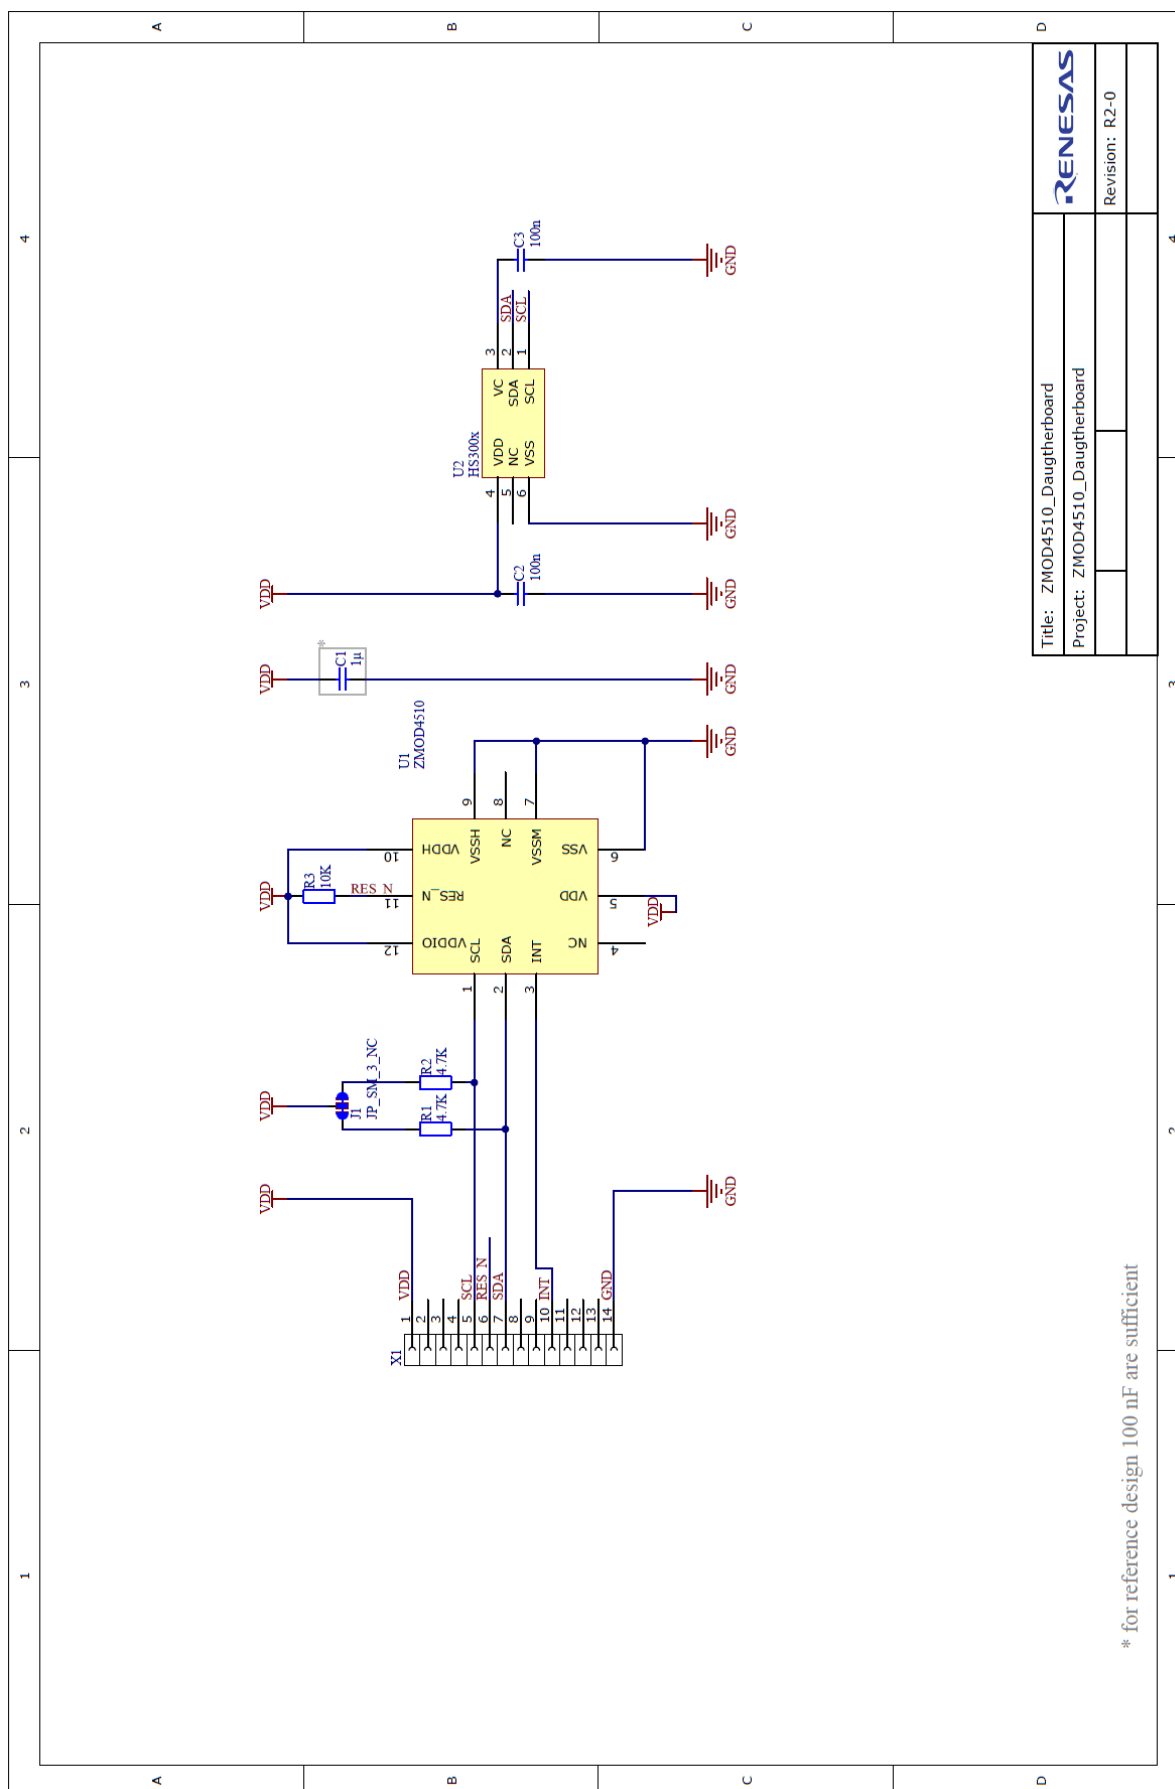 1
2
3
4
A
B
C
D
VDD
VDD
VDD
VDD
VDD
J1
JP_SM_3_NC
R1
4.7K
R2
4.7K
R3
10K
RES_N
*
C1
1µ
U1
ZMOD4510
12
11
10
VDDIO
RES_N
VDDH
1
SCL
VSSH
9
2
SDA
NC
8
3
INT
VSSM
7
NC
VDD
VSS
4
5
6
VDD
X1
1
VDD
2
3
4
5
SCL
6
RES_N
7
SDA
8
9
10
INT
11
12
13
14
GND
U2
HS300x
4
VDD
VC
3
5
NC
SDA
2
SDA
6
VSS
SCL
1
SCL
C2
100n
C3
100n
GND
GND
GND
GND
GND
GND
* for reference design 100 nF are sufficient
Title: ZMOD4510_Daugtherboard
RENESAS
Project: ZMOD4510_Daugtherboard
Revision: R2-0
A
B
C
D
1
2
3
4